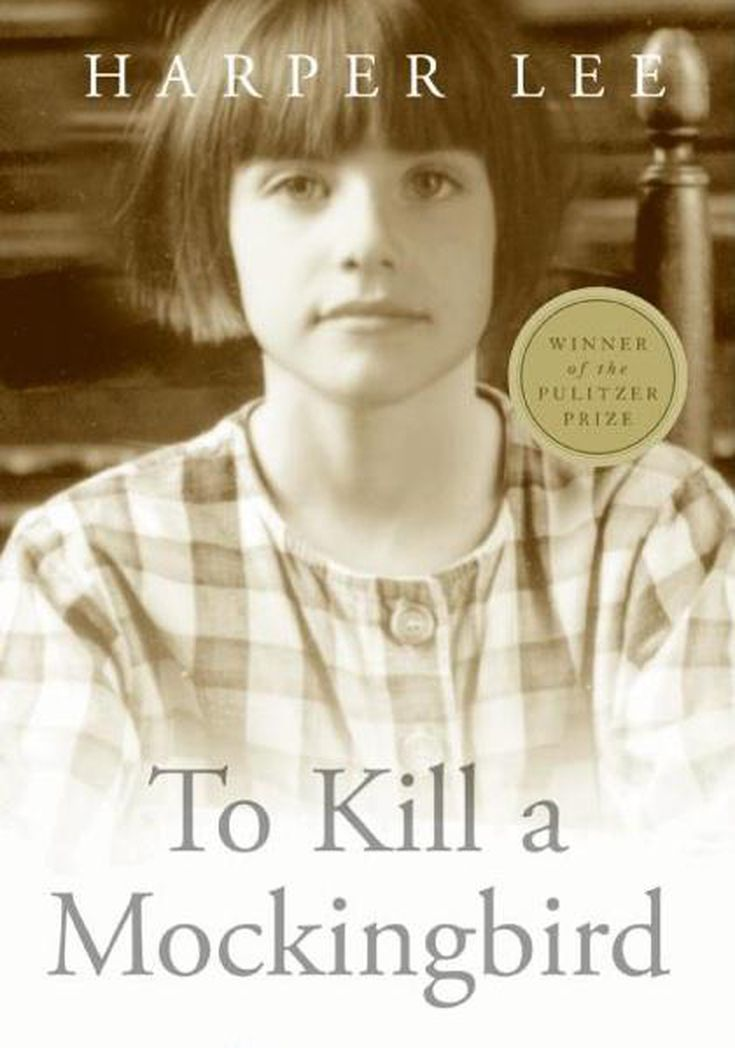 HARPER LEE
WINNER
of the
PULITZER
PRIZE
To Kill a
Mockingbird